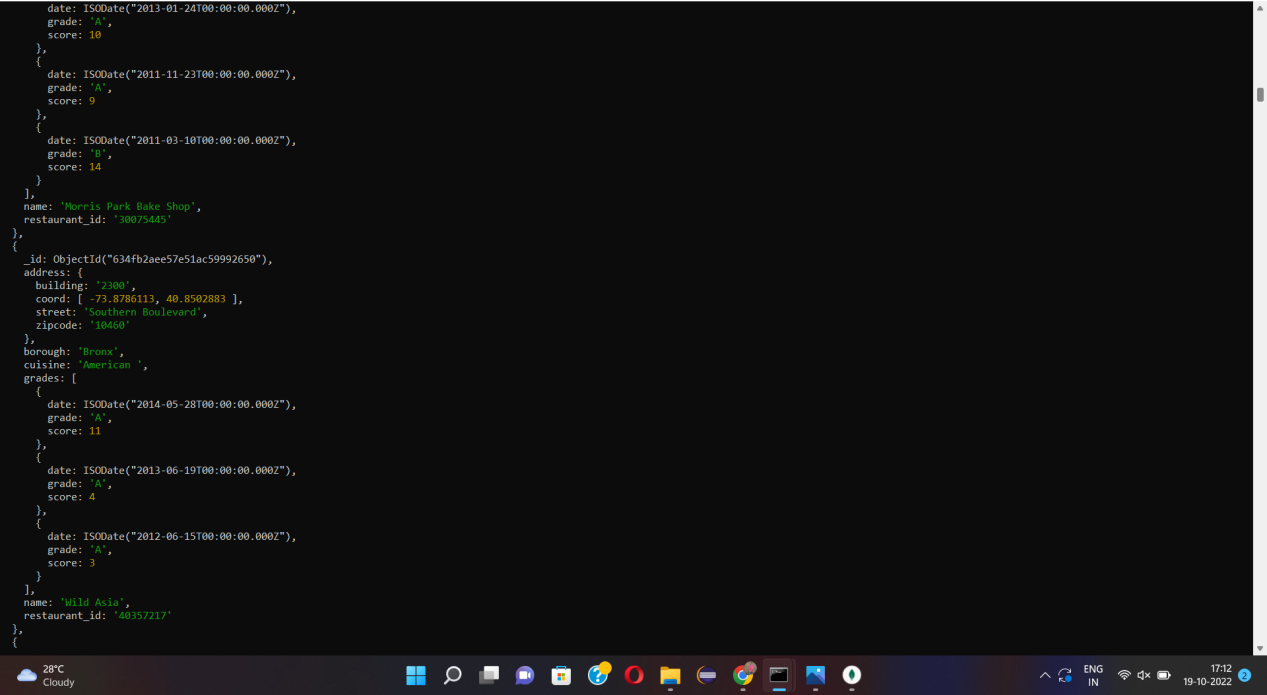 date: ISODate("2013-01-24T00:00:00.000Z"),
grade: 'A',
score: 10
},
{
date: ISODate("2011-11-23T00:00:00.000Z"),
grade: 'A',
score: 9
},
{
date: ISODate("2011-03-10T00:00:00.000Z"),
grade: 'B',
score: 14
}
],
name: 'Morris Park Bake Shop',
restaurant_id: '30075445'
},
{
_id: ObjectId("634fb2aee57e51ac59992650"),
address: {
building: '2300',
coord: [ -73.8786113, 40.8502883 ],
street: 'Southern Boulevard',
zipcode: '10460'
},
borough: 'Bronx',
cuisine: 'American ',
grades: [
{
date: ISODate("2014-05-28T00:00:00.000Z"),
grade: 'A',
score: 11
},
{
date: ISODate("2013-06-19T00:00:00.000Z"),
grade: 'A',
score: 4
},
{
date: ISODate("2012-06-15T00:00:00.000Z"),
grade: 'A',
score: 3
}
],
name: 'Wild Asia',
restaurant_id: '40357217'
},
{
28°C
Cloudy
ENG
IN
17:12
19-10-2022
2